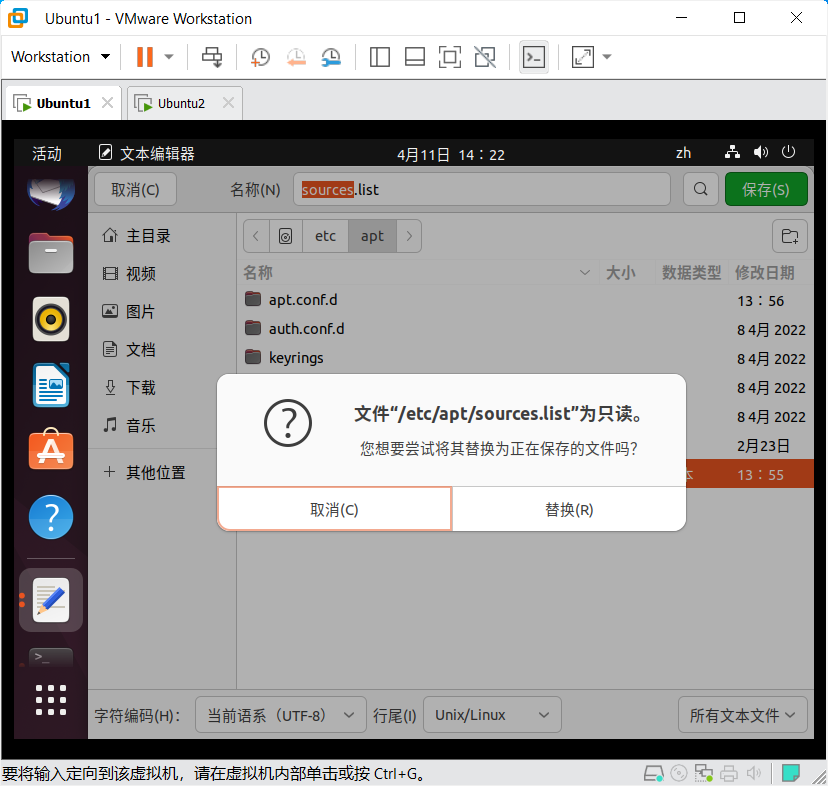 Ubuntu1 - VMware Workstation
Workstation
Ubuntu1
Ubuntu2
活动
文本编辑器
4月11日 14：22
zh
取消(C)
名称(N)
sources.list
保存(S)
主目录
视频
图片
文档
下载
音乐
其他位置
etc
apt
名称
大小
数据类型
修改日期
apt.conf.d
13：56
auth.conf.d
8 4月 2022
keyrings
8 4月 2022
8 4月 2022
8 4月 2022
2月23日
本
13：55
文件“/etc/apt/sources.list”为只读。
您想要尝试将其替换为正在保存的文件吗?
取消(C)
替换(R)
字符编码(H)：
当前语系（UTF-8）
行尾(I)
Unix/Linux
所有文本文件
要将输入定向到该虚拟机，请在虚拟机内部单击或按 Ctrl+G。